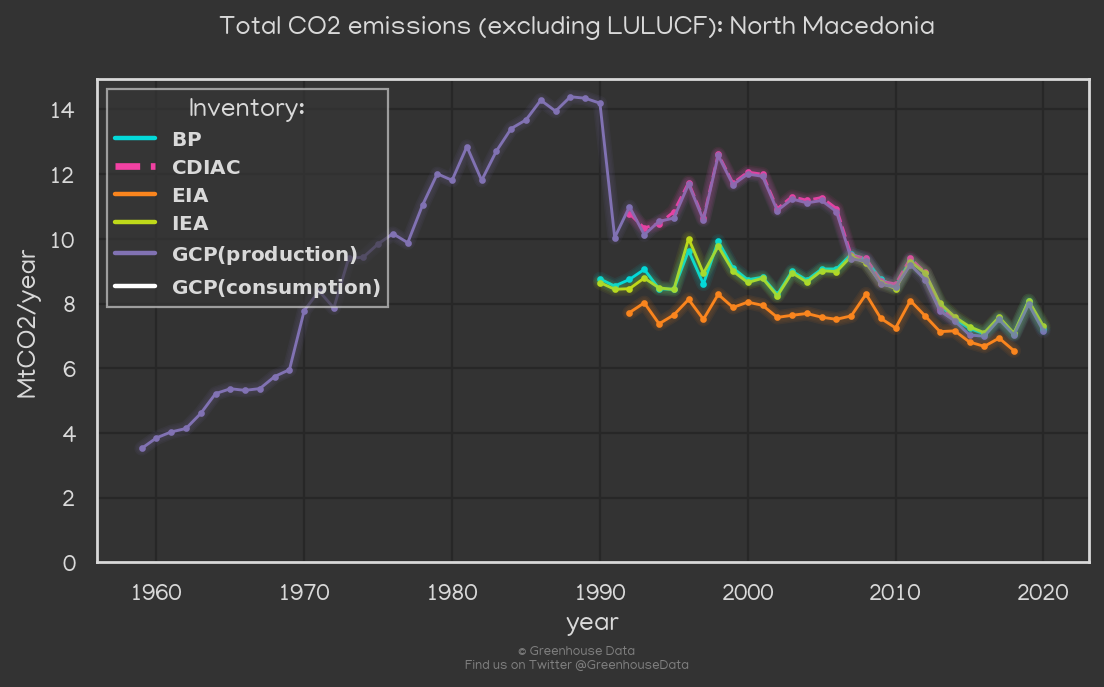 Total CO2 emissions (excluding LULUCF): North Macedonia
Inventory:
BP
CDIAC
EIA
IEA
GCP(production)
GCP(consumption)
MtCO2/year
14
12
10
8
6
4
2
0
1960 1970 1980 1990 2000 2010 2020
year
© Greenhouse Data
Find us on Twitter @GreenhouseData